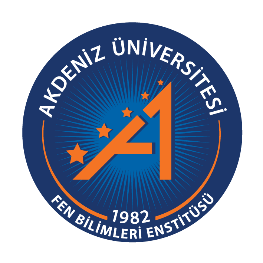 AKDENİZ ÜNİVERSİTESİ
1982
FEN BİLİMLERİ ENSTİTÜSÜ